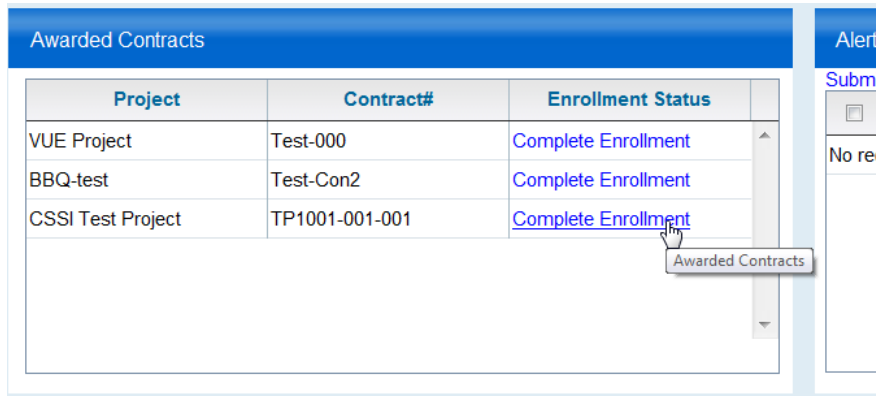 Awarded Contracts
Project Contract# Enrollment Status
VUE Project Test-000 Complete Enrollment
BBQ-test Test-Con2 Complete Enrollment
CSSI Test Project TP1001-001-001 Complete Enrollment
Awarded Contracts
Alert
Subm
No re